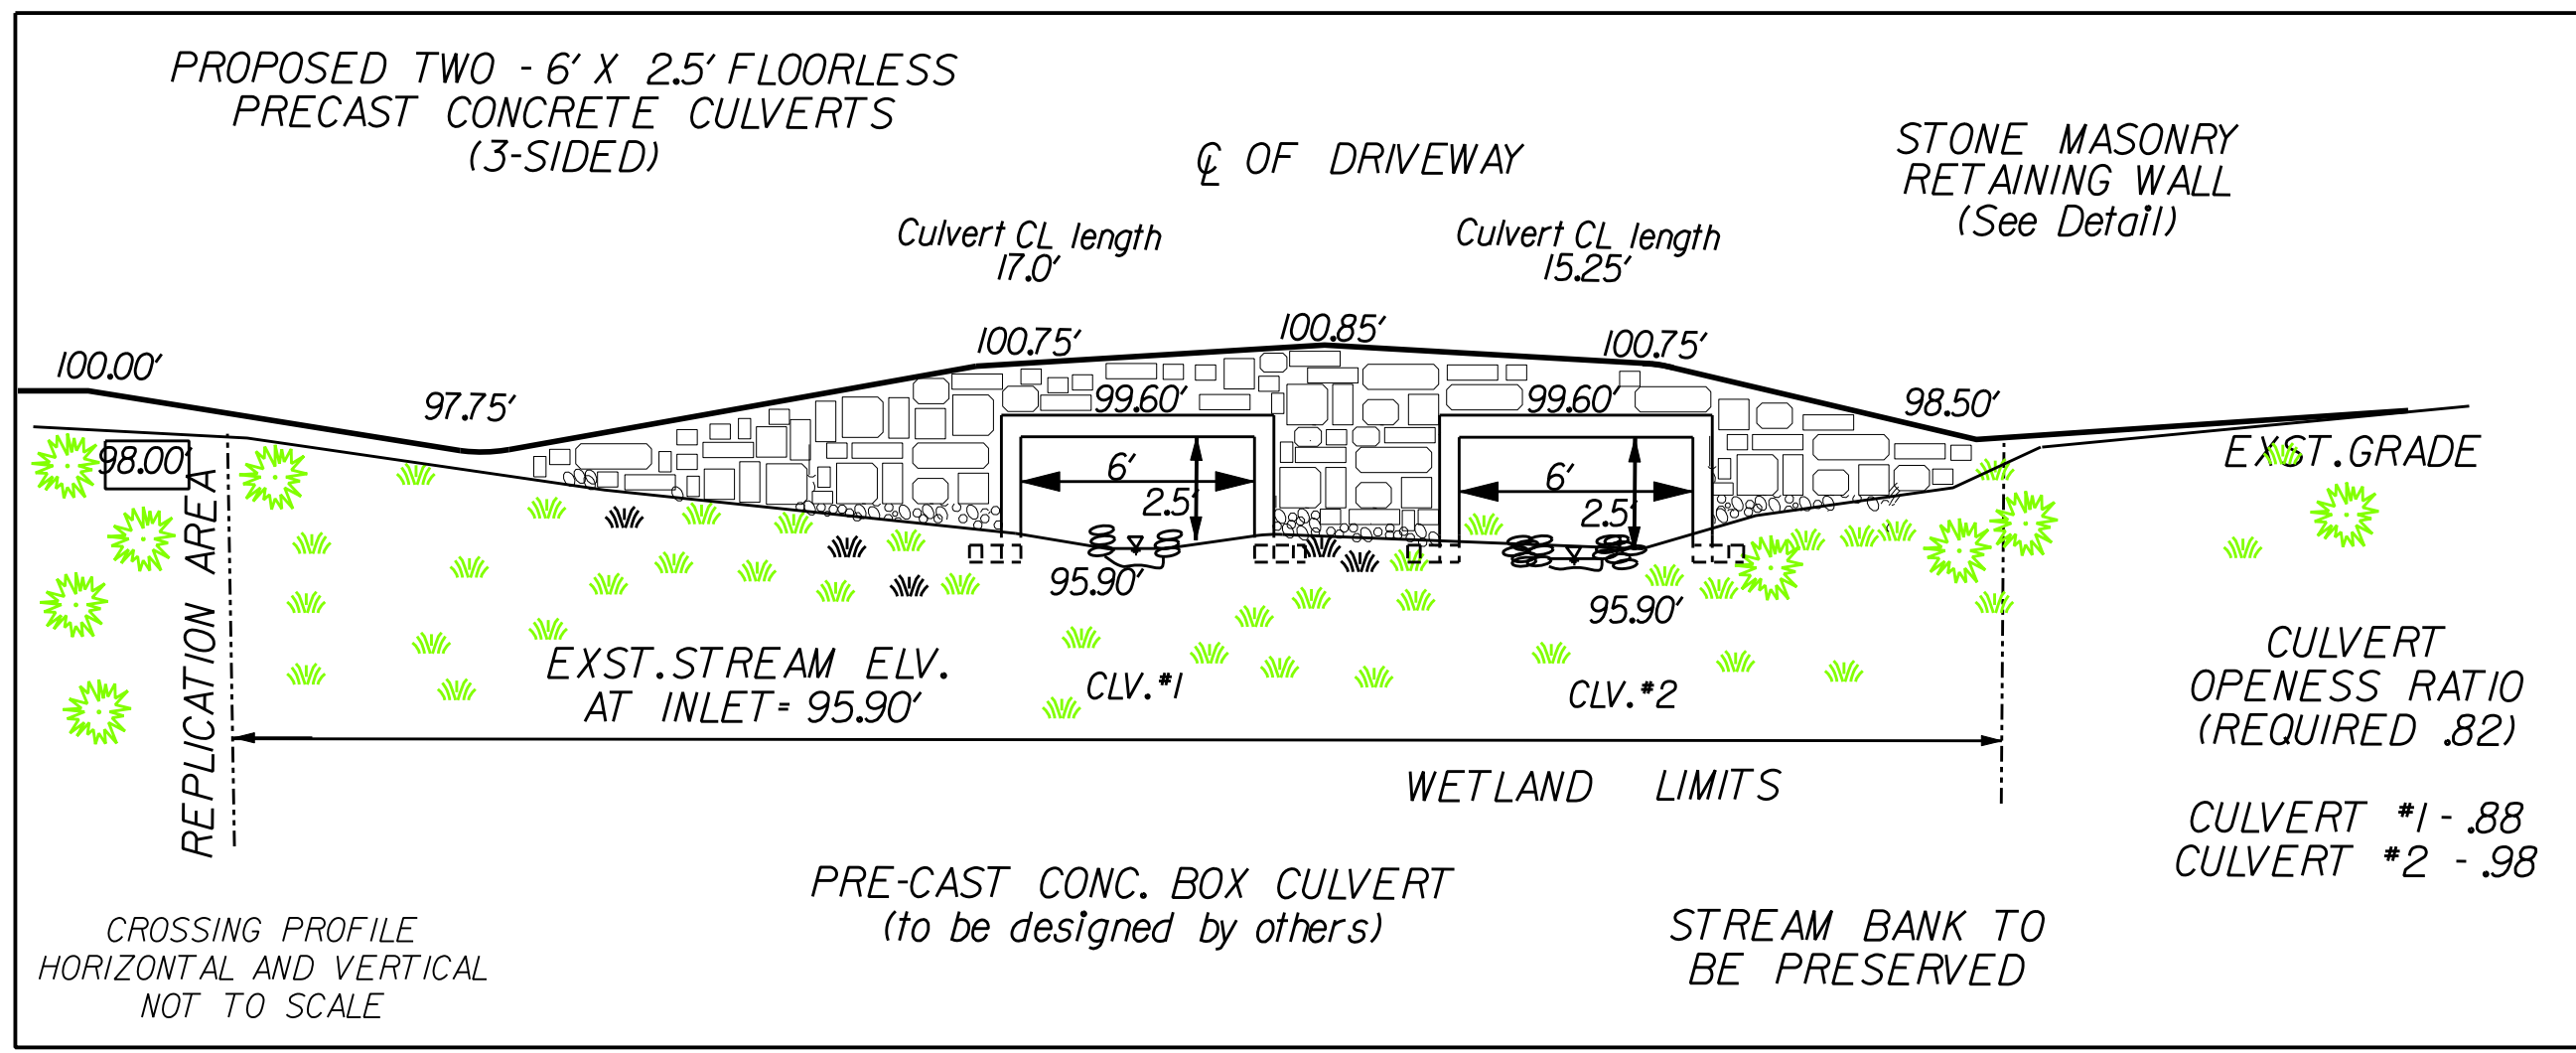 PROPOSED TWO - 6' X 2.5' FLOORLESS
PRECAST CONCRETE CULVERTS
(3-SIDED)
℄ OF DRIVEWAY
STONE MASONRY
RETAINING WALL
(See Detail)
Culvert CL length
17.0'
Culvert CL length
15.25'
100.00'
97.75'
100.75'
100.85'
100.75'
98.50'
99.60'
99.60'
98.00'
6'
2.5'
6'
2.5'
EXST. GRADE
REPLICATION AREA
95.90'
95.90'
EXST. STREAM ELV.
AT INLET = 95.90'
CLV. #1
CLV. #2
WETLAND LIMITS
CULVERT
OPENESS RATIO
(REQUIRED .82)
CULVERT #1 - .88
CULVERT #2 - .98
PRE-CAST CONC. BOX CULVERT
(to be designed by others)
STREAM BANK TO
BE PRESERVED
CROSSING PROFILE
HORIZONTAL AND VERTICAL
NOT TO SCALE